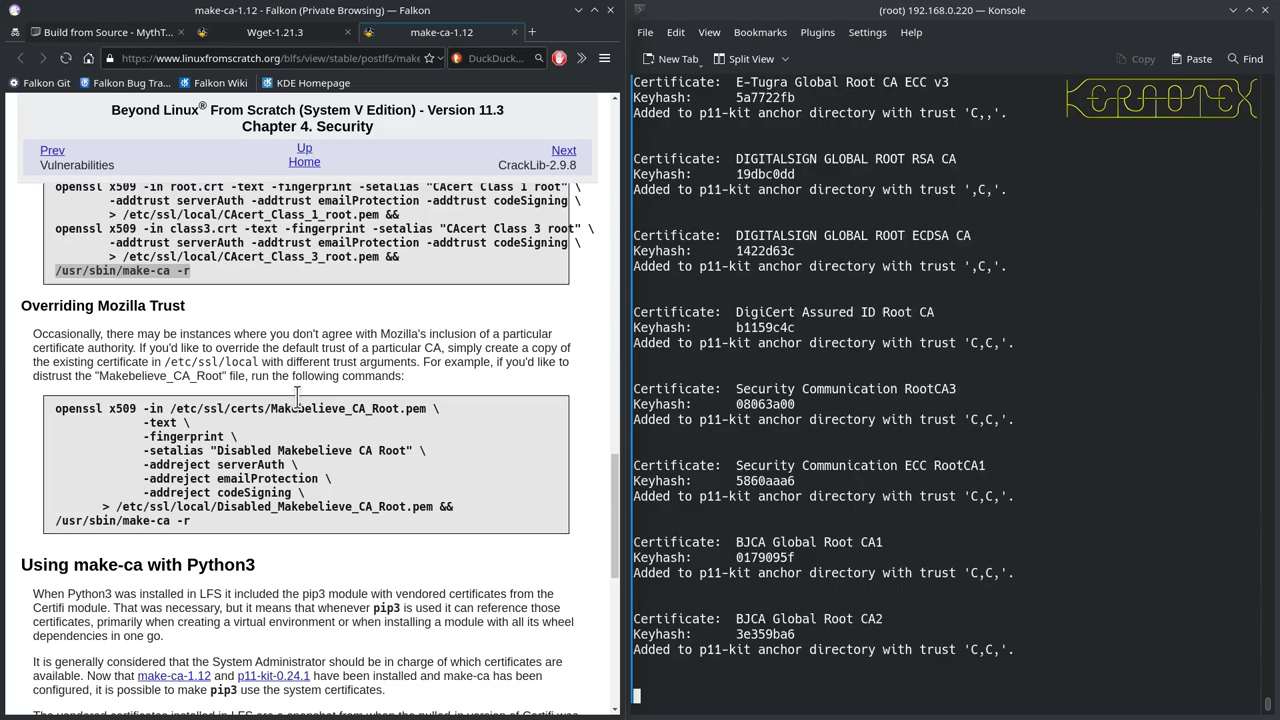 make-ca-1.12 - Falkon (Private Browsing) — Falkon
Build from Source - MythT...
Wget-1.21.3
make-ca-1.12
https://www.linuxfromscratch.org/blfs/view/stable/postlfs/make
DuckDuck...
Falkon Git
Falkon Bug Tra...
Falkon Wiki
KDE Homepage
Beyond Linux® From Scratch (System V Edition) - Version 11.3
Chapter 4. Security
Prev
Up
Next
Vulnerabilities
Home
CrackLib-2.9.8
openssl x509 -in root.crt -text -fingerprint -setalias "CAcert Class 1 root" \
-addtrust serverAuth -addtrust emailProtection -addtrust codeSigning \
> /etc/ssl/local/CAcert_Class_1_root.pem &&
openssl x509 -in class3.crt -text -fingerprint -setalias "CAcert Class 3 root" \
-addtrust serverAuth -addtrust emailProtection -addtrust codeSigning \
> /etc/ssl/local/CAcert_Class_3_root.pem &&
/usr/sbin/make-ca -r
Overriding Mozilla Trust
Occasionally, there may be instances where you don't agree with Mozilla's inclusion of a particular
certificate authority. If you'd like to override the default trust of a particular CA, simply create a copy of
the existing certificate in /etc/ssl/local with different trust arguments. For example, if you'd like to
distrust the "Makebelieve_CA_Root" file, run the following commands:
openssl x509 -in /etc/ssl/certs/Makebelieve_CA_Root.pem \
-text \
-fingerprint \
-setalias "Disabled Makebelieve CA Root" \
-addreject serverAuth \
-addreject emailProtection \
-addreject codeSigning \
> /etc/ssl/local/Disabled_Makebelieve_CA_Root.pem &&
/usr/sbin/make-ca -r
Using make-ca with Python3
When Python3 was installed in LFS it included the pip3 module with vendored certificates from the
Certifi module. That was necessary, but it means that whenever pip3 is used it can reference those
certificates, primarily when creating a virtual environment or when installing a module with all its wheel
dependencies in one go.
It is generally considered that the System Administrator should be in charge of which certificates are
available. Now that make-ca-1.12 and p11-kit-0.24.1 have been installed and make-ca has been
configured, it is possible to make pip3 use the system certificates.
The vendored certificates installed in LFS are a snapshot from when the pulled-in version of Certifi was
(root) 192.168.0.220 — Konsole
File Edit View Bookmarks Plugins Settings Help
New Tab
Split View
Copy
Paste
Find
KERAOTEX
Certificate: E-Tugra Global Root CA ECC v3
Keyhash: 5a7722fb
Added to p11-kit anchor directory with trust 'C,,'.
Certificate: DIGITALSIGN GLOBAL ROOT RSA CA
Keyhash: 19dbc0dd
Added to p11-kit anchor directory with trust ',C,'.
Certificate: DIGITALSIGN GLOBAL ROOT ECDSA CA
Keyhash: 1422d63c
Added to p11-kit anchor directory with trust ',C,'.
Certificate: DigiCert Assured ID Root CA
Keyhash: b1159c4c
Added to p11-kit anchor directory with trust 'C,C,'.
Certificate: Security Communication RootCA3
Keyhash: 08063a00
Added to p11-kit anchor directory with trust 'C,C,'.
Certificate: Security Communication ECC RootCA1
Keyhash: 5860aaa6
Added to p11-kit anchor directory with trust 'C,C,'.
Certificate: BJCA Global Root CA1
Keyhash: 0179095f
Added to p11-kit anchor directory with trust 'C,C,'.
Certificate: BJCA Global Root CA2
Keyhash: 3e359ba6
Added to p11-kit anchor directory with trust 'C,C,'.